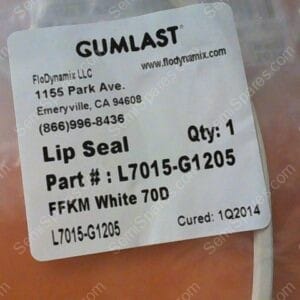 GUMLAST®
FloDynamix LLC
www.flodynamix.com
1155 Park Ave.
Emeryville, CA 94608
(866)996-8436
Lip Seal
Qty: 1
Part # : L7015-G1205
FFKM White 70D
L7015-G1205
Cured: 1Q2014